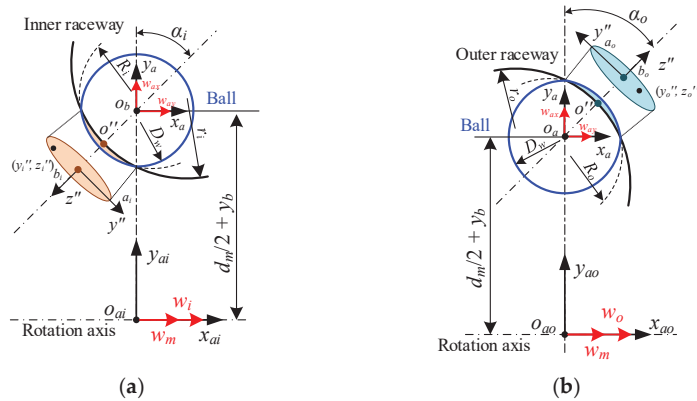 Inner raceway
α_i
R_i
y_a
w_ax
w_ax
o_b
x_a
Ball
o''
D_w
r_i
(y_i'', z_i'')
b_i
a_i
z''
y''
d_m/2 + y_b
y_ai
o_ai
w_i
w_m
x_ai
Rotation axis
(a)
α_o
y''
a_o
b_o
z''
(y_o'', z_o'')
Outer raceway
r_o
y_a
w_ax
o''
Ball
o_a
w_ax
x_a
D_w
R_o
d_m/2 + y_b
y_ao
o_ao
w_o
w_m
x_ao
Rotation axis
(b)